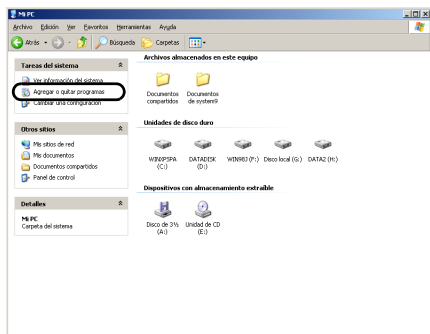 Mi PC
Archivo Edición Ver Favoritos Herramientas Ayuda
Atrás Búsqueda Carpetas
Tareas del sistema
Ver información del sistema
Agregar o quitar programas
Cambiar una configuración
Otros sitios
Mis sitios de red
Mis documentos
Documentos compartidos
Panel de control
Detalles
Mi PC
Carpeta del sistema
Archivos almacenados en este equipo
Documentos compartidos
Documentos de system9
Unidades de disco duro
WINXPSPA (C:)
DATADISK (D:)
WIN98J (F:)
Disco local (G:)
DATA2 (H:)
Dispositivos con almacenamiento extraíble
Disco de 3½ (A:)
Unidad de CD (E:)